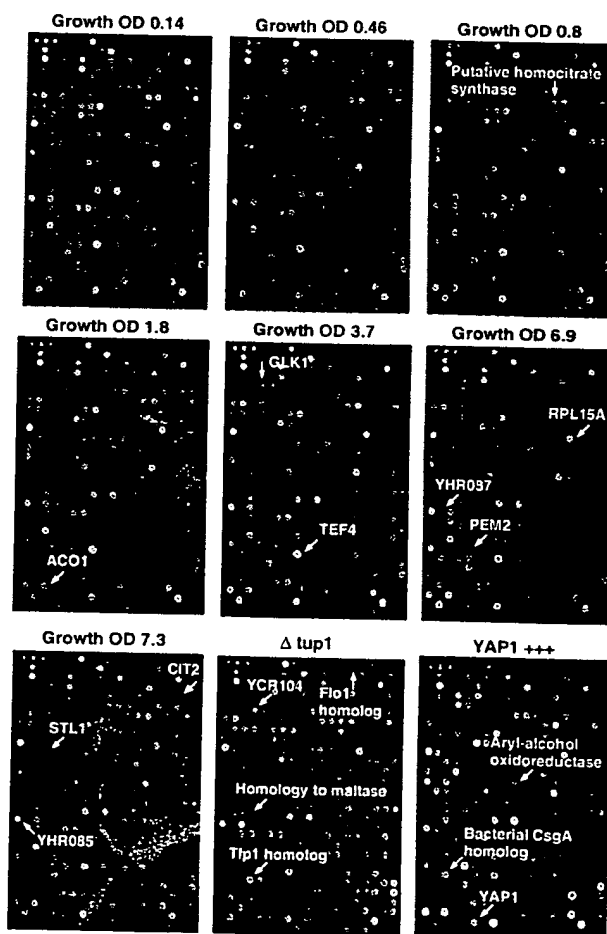 Growth OD 0.14
Growth OD 0.46
Growth OD 0.8
Putative homocitrate
synthase
Growth OD 1.8
Growth OD 3.7
Growth OD 6.9
GLK1
RPL15A
YHR087
PEM2
TEF4
ACO1
Growth OD 7.3
Δ tup1
YAP1 +++
CIT2
YCR104
Flo1
homolog
STL1
Aryl-alcohol
oxidoreductase
Homology to maltase
YHR085
Bacterial CsgA
homolog
Tfp1 homolog
YAP1